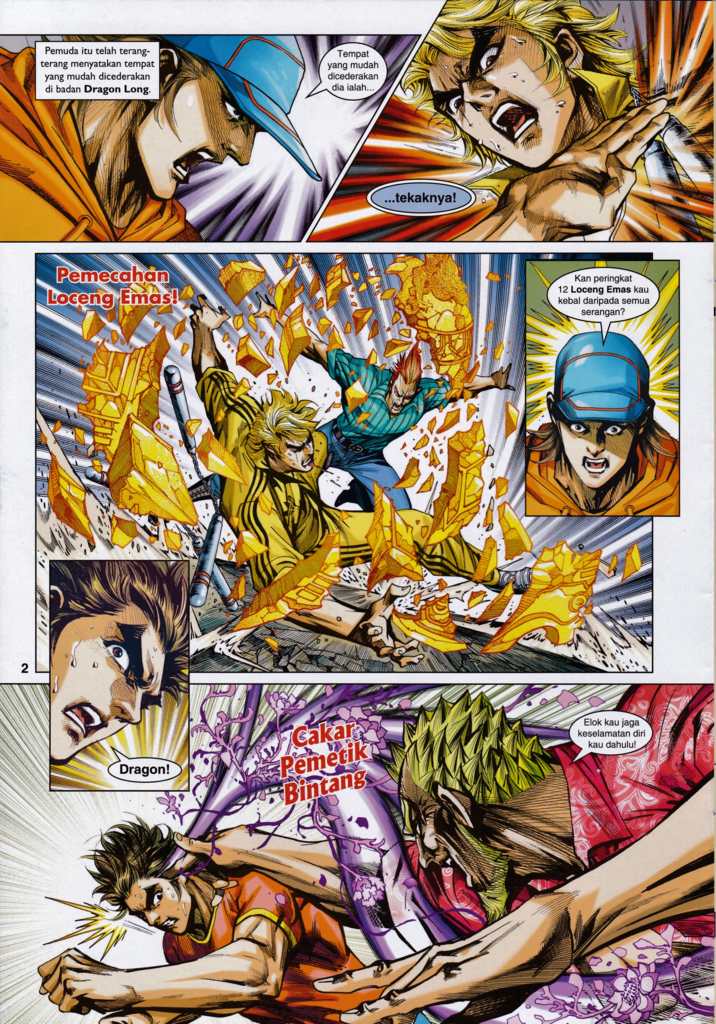 Pemuda itu telah terang-
terang menyatakan tempat
yang mudah dicederakan
di badan Dragon Long.
Tempat
yang mudah
dicederakan
dia ialah...
...tekaknya!
Pemecahan
Loceng Emas!
Kan peringkat
12 Loceng Emas kau
kebal daripada semua
serangan?
Dragon!
2
Cakar
Pemetik
Bintang
Elok kau jaga
keselamatan diri
kau dahulu!